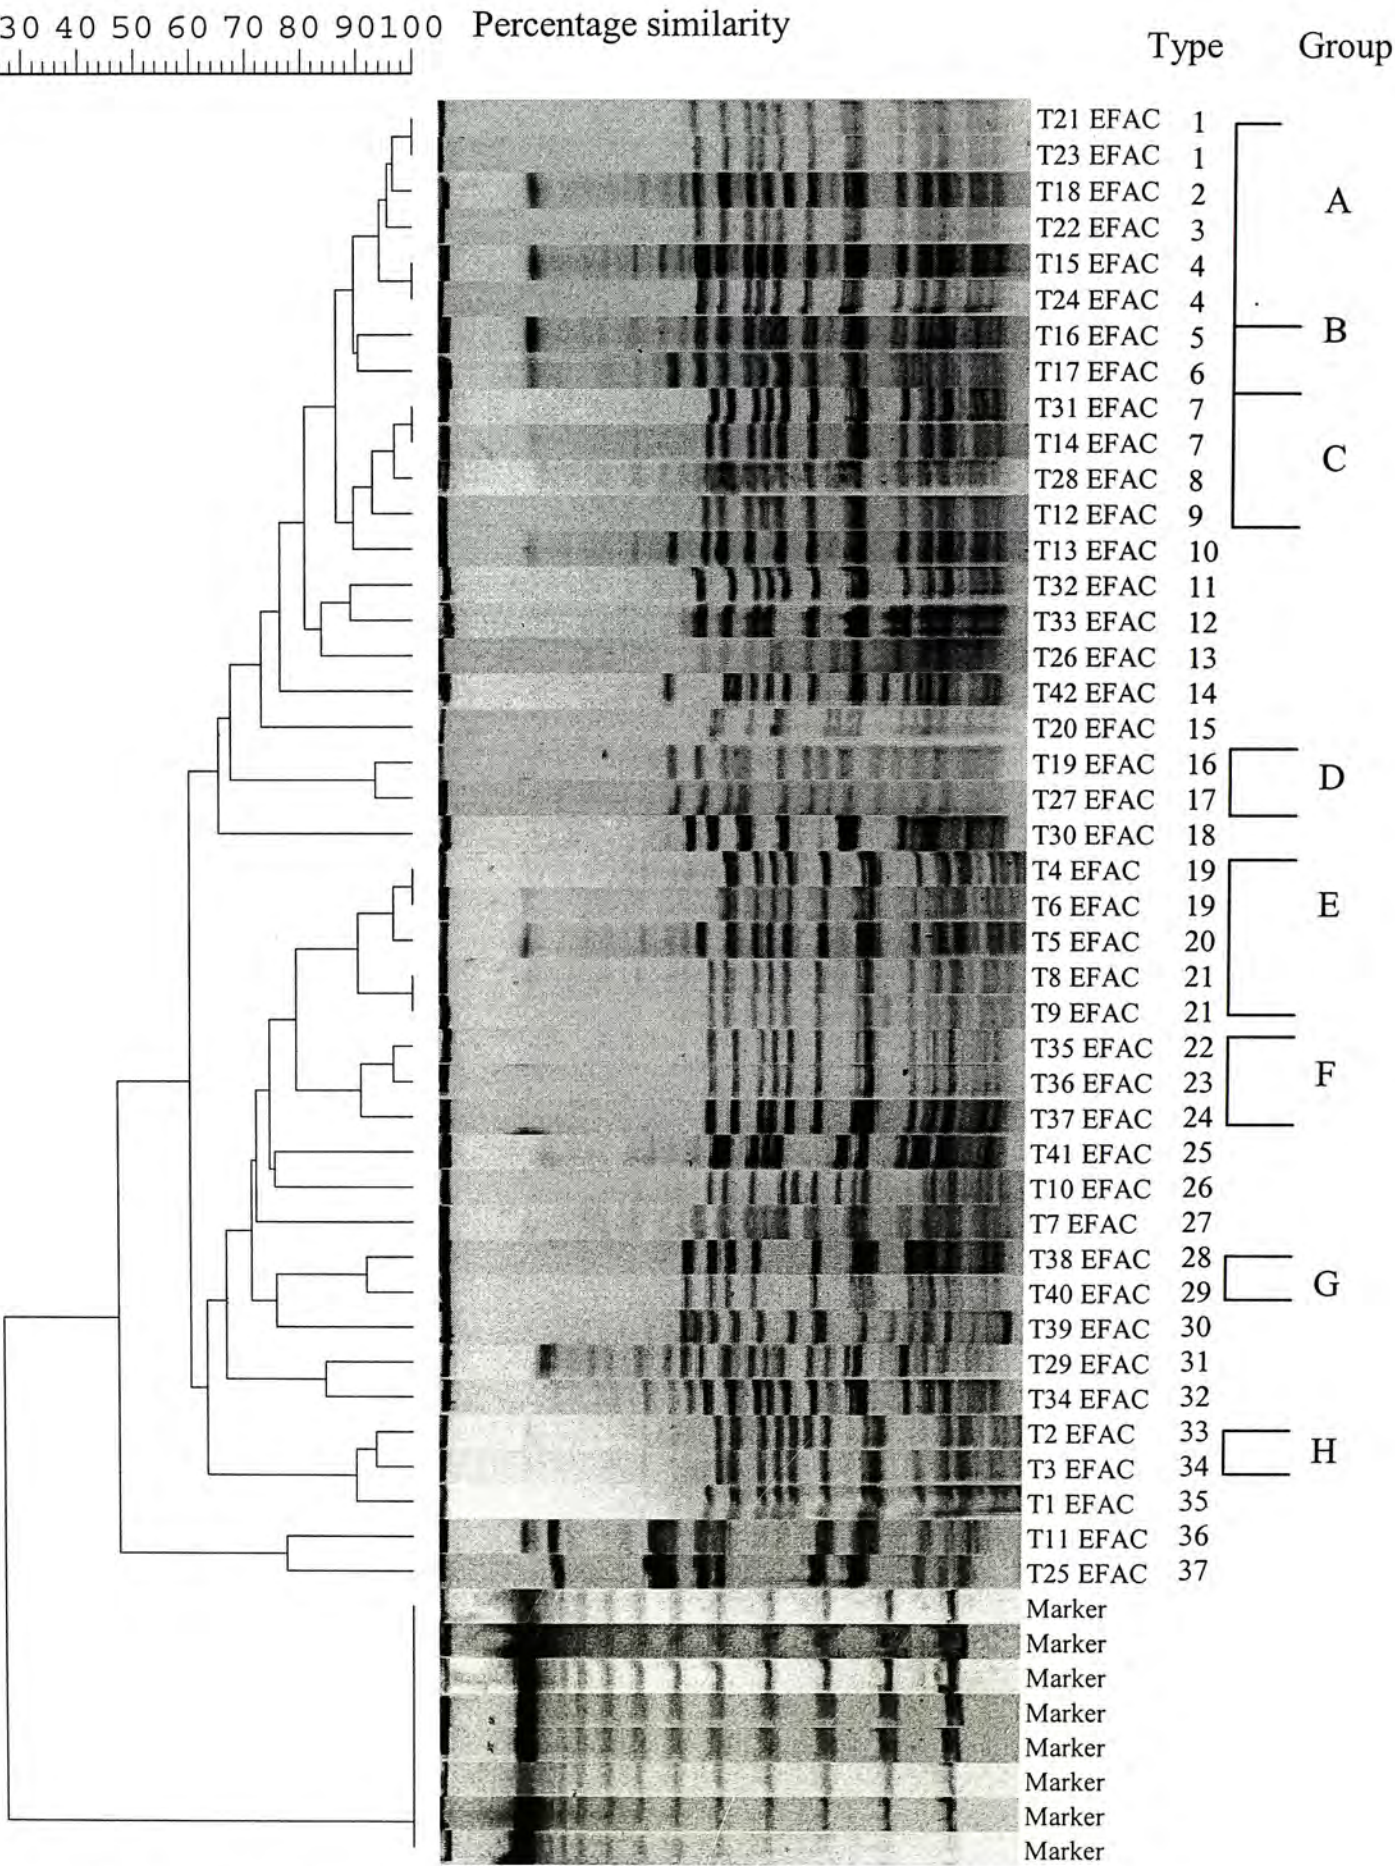 30 40 50 60 70 80 90 100 Percentage similarity
Type Group
T21 EFAC 1
T23 EFAC 1
T18 EFAC 2 A
T22 EFAC 3
T15 EFAC 4
T24 EFAC 4
T16 EFAC 5 B
T17 EFAC 6
T31 EFAC 7
T14 EFAC 7 C
T28 EFAC 8
T12 EFAC 9
T13 EFAC 10
T32 EFAC 11
T33 EFAC 12
T26 EFAC 13
T42 EFAC 14
T20 EFAC 15
T19 EFAC 16 D
T27 EFAC 17
T30 EFAC 18
T4 EFAC 19
T6 EFAC 19 E
T5 EFAC 20
T8 EFAC 21
T9 EFAC 21
T35 EFAC 22
T36 EFAC 23 F
T37 EFAC 24
T41 EFAC 25
T10 EFAC 26
T7 EFAC 27
T38 EFAC 28
T40 EFAC 29 G
T39 EFAC 30
T29 EFAC 31
T34 EFAC 32
T2 EFAC 33 H
T3 EFAC 34
T1 EFAC 35
T11 EFAC 36
T25 EFAC 37
Marker
Marker
Marker
Marker
Marker
Marker
Marker
Marker